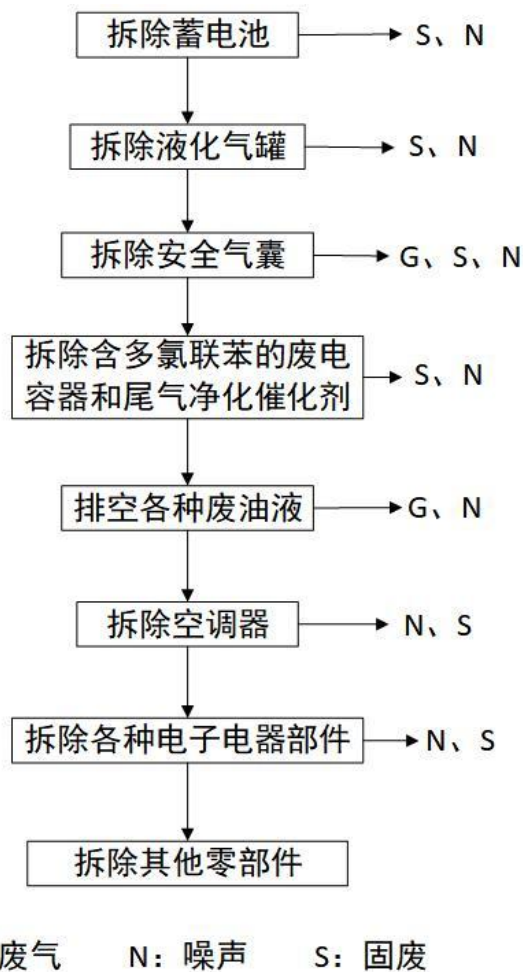 拆除蓄电池 S、N
拆除液化气罐 S、N
拆除安全气囊 G、S、N
拆除含多氯联苯的废电
容器和尾气净化催化剂 S、N
排空各种废油液 G、N
拆除空调器 N、S
拆除各种电子电器部件 N、S
拆除其他零部件
废气 N：噪声 S：固废